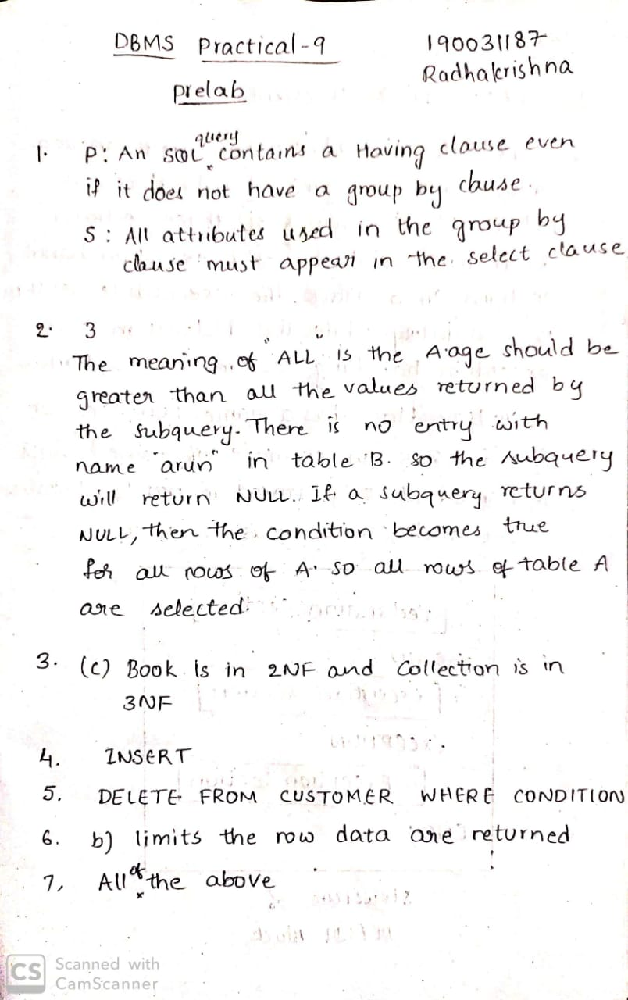 DBMS Practical-9
190031187
Radhakrishna
prelab
1. P: An SQL query contains a Having clause even
if it does not have a group by clause.
S: All attributes used in the group by
clause must appear in the select clause
2. 3
The meaning of "ALL" is the A.age should be
greater than all the values returned by
the subquery. There is no entry with
name "arun" in table B. so the subquery
will return NULL. If a subquery returns
NULL, then the condition becomes true
for all rows of A. so all rows of table A
are selected.
3. (c) Book is in 2NF and Collection is in
3NF
4. INSERT
5. DELETE FROM CUSTOMER WHERE CONDITION
6. b) limits the row data are returned
7, All of the above
CS Scanned with
CamScanner